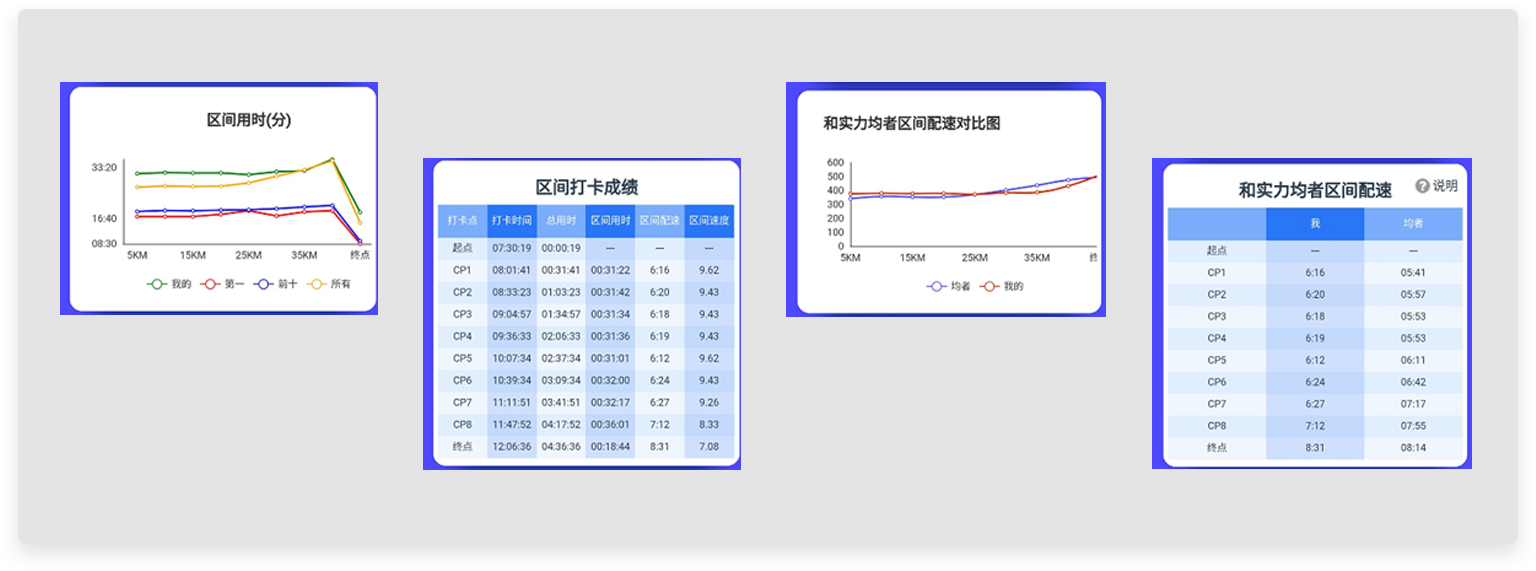 区间用时(分)
33:20
16:40
08:30
5KM 15KM 25KM 35KM 终点
我的 第一 前十 所有
区间打卡成绩
打卡点 打卡时间 总用时 区间用时 区间配速 区间速度
起点 07:30:19 00:00:19 — — —
CP1 08:01:41 00:31:41 00:31:22 6:16 9.62
CP2 08:33:23 01:03:23 00:31:42 6:20 9.43
CP3 09:04:57 01:34:57 00:31:34 6:18 9.43
CP4 09:36:33 02:06:33 00:31:36 6:19 9.43
CP5 10:07:34 02:37:34 00:31:01 6:12 9.62
CP6 10:39:34 03:09:34 00:32:00 6:24 9.43
CP7 11:11:51 03:41:51 00:32:17 6:27 9.26
CP8 11:47:52 04:17:52 00:36:01 7:12 8.33
终点 12:06:36 04:36:36 00:18:44 8:31 7.08
和实力均者区间配速对比图
600
500
400
300
200
100
0
5KM 15KM 25KM 35KM 终
均者 我的
和实力均者区间配速 ? 说明
我 均者
起点 — —
CP1 6:16 05:41
CP2 6:20 05:57
CP3 6:18 05:53
CP4 6:19 05:53
CP5 6:12 06:11
CP6 6:24 06:42
CP7 6:27 07:17
CP8 7:12 07:55
终点 8:31 08:14